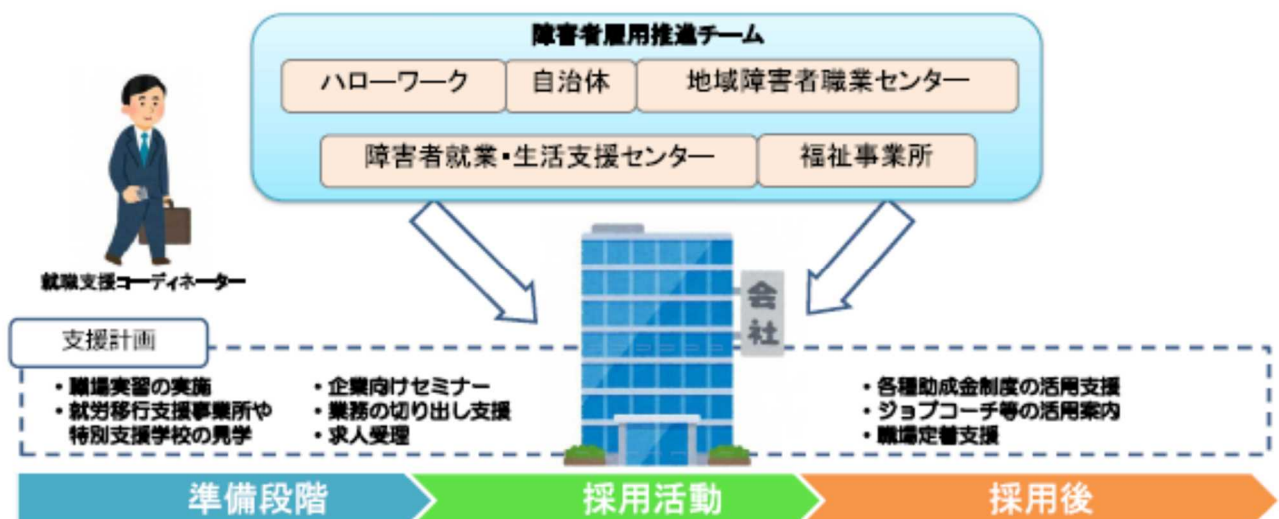 障害者雇用推進チーム
ハローワーク
自治体
地域障害者職業センター
障害者就業・生活支援センター
福祉事業所
就職支援コーディネーター
会社
支援計画
・職場実習の実施
・就労移行支援事業所や
特別支援学校の見学
・企業向けセミナー
・業務の切り出し支援
・求人受理
・各種助成金制度の活用支援
・ジョブコーチ等の活用案内
・職場定着支援
準備段階
採用活動
採用後